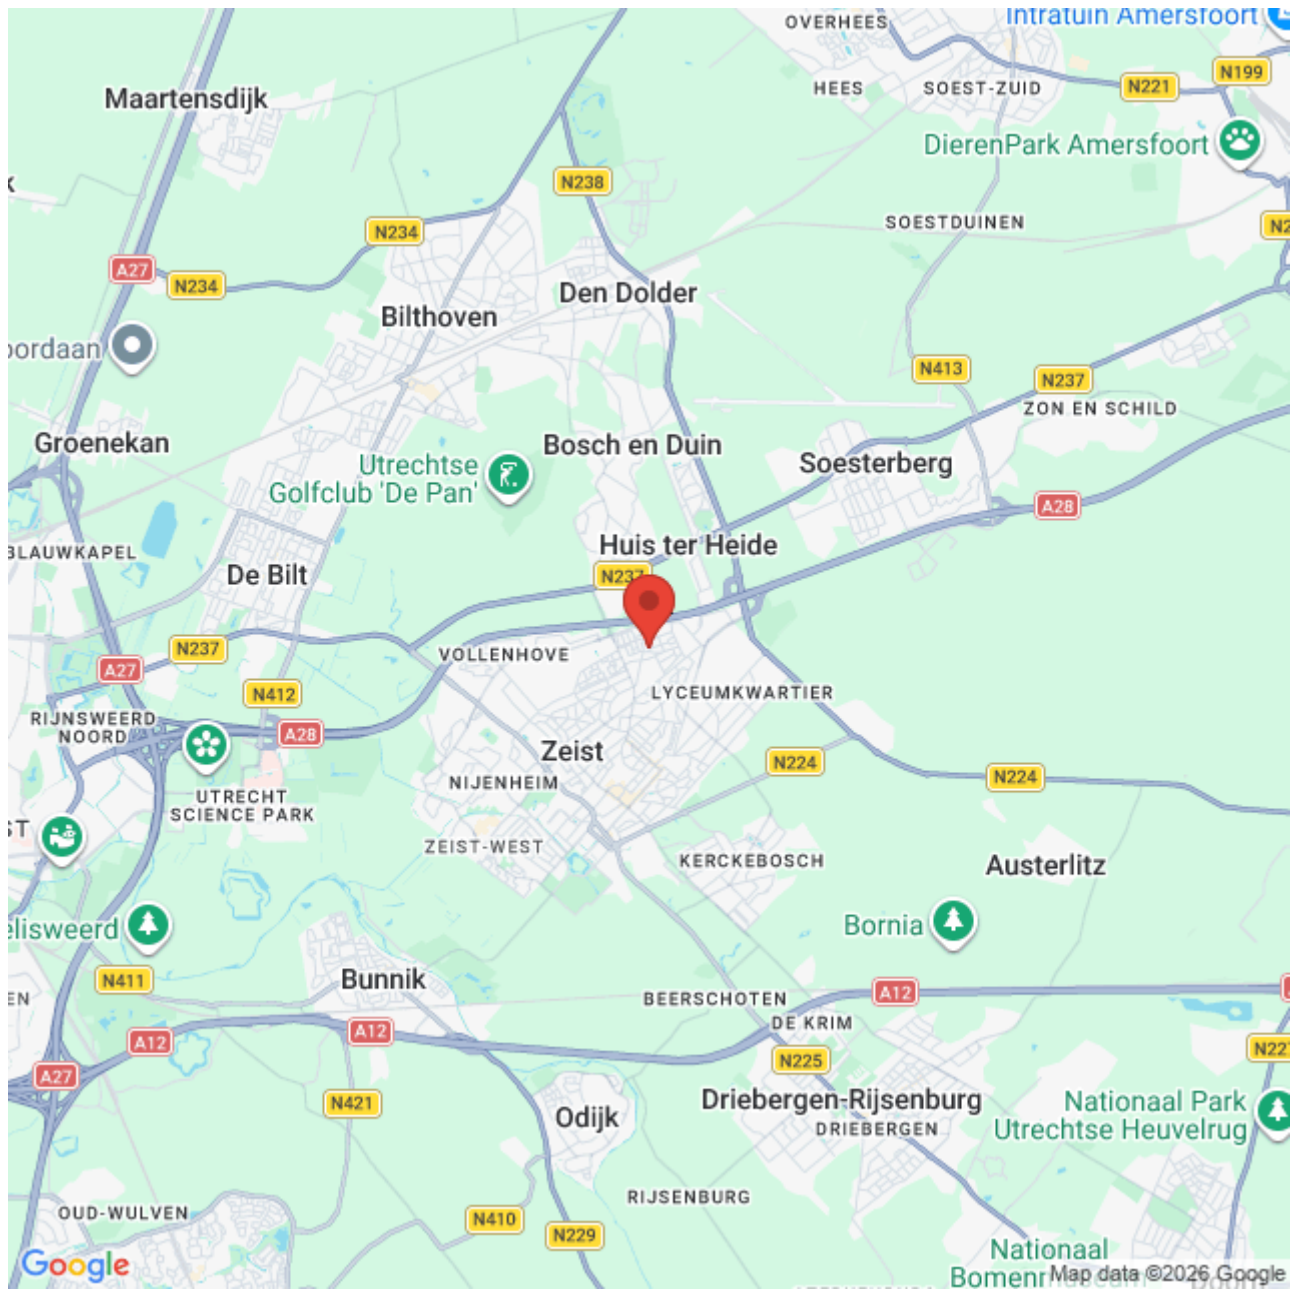 OVERHEES
Intratuin Amersfoort
HEES
SOEST-ZUID
N221
N199
Maartensdijk
DierenPark Amersfoort
N238
SOESTDUINEN
N234
A27
N234
Den Dolder
Bilthoven
N413
N237
ZON EN SCHILD
Groenekan
Bosch en Duin
Utrechtse
Golfclub 'De Pan'
Soesterberg
A28
BLAUWKAPEL
Huis ter Heide
De Bilt
N237
N237
VOLLENHOVE
A27
N412
LYCEUMKWARTIER
RIJNSWEERD
NOORD
A28
Zeist
N224
N224
NIJENHEIM
UTRECHT
SCIENCE PARK
ZEIST-WEST
KERCKEBOSCH
Austerlitz
elisweerd
Bornia
N411
Bunnik
A12
BEERSCHOTEN
DE KRIM
A12
A12
N225
N227
A27
N421
Odijk
Driebergen-Rijsenburg
DRIEBERGEN
Nationaal Park
Utrechtse Heuvelrug
RIJSENBURG
OUD-WULVEN
N410
N229
Nationaal
Google
Map data ©2026 Google